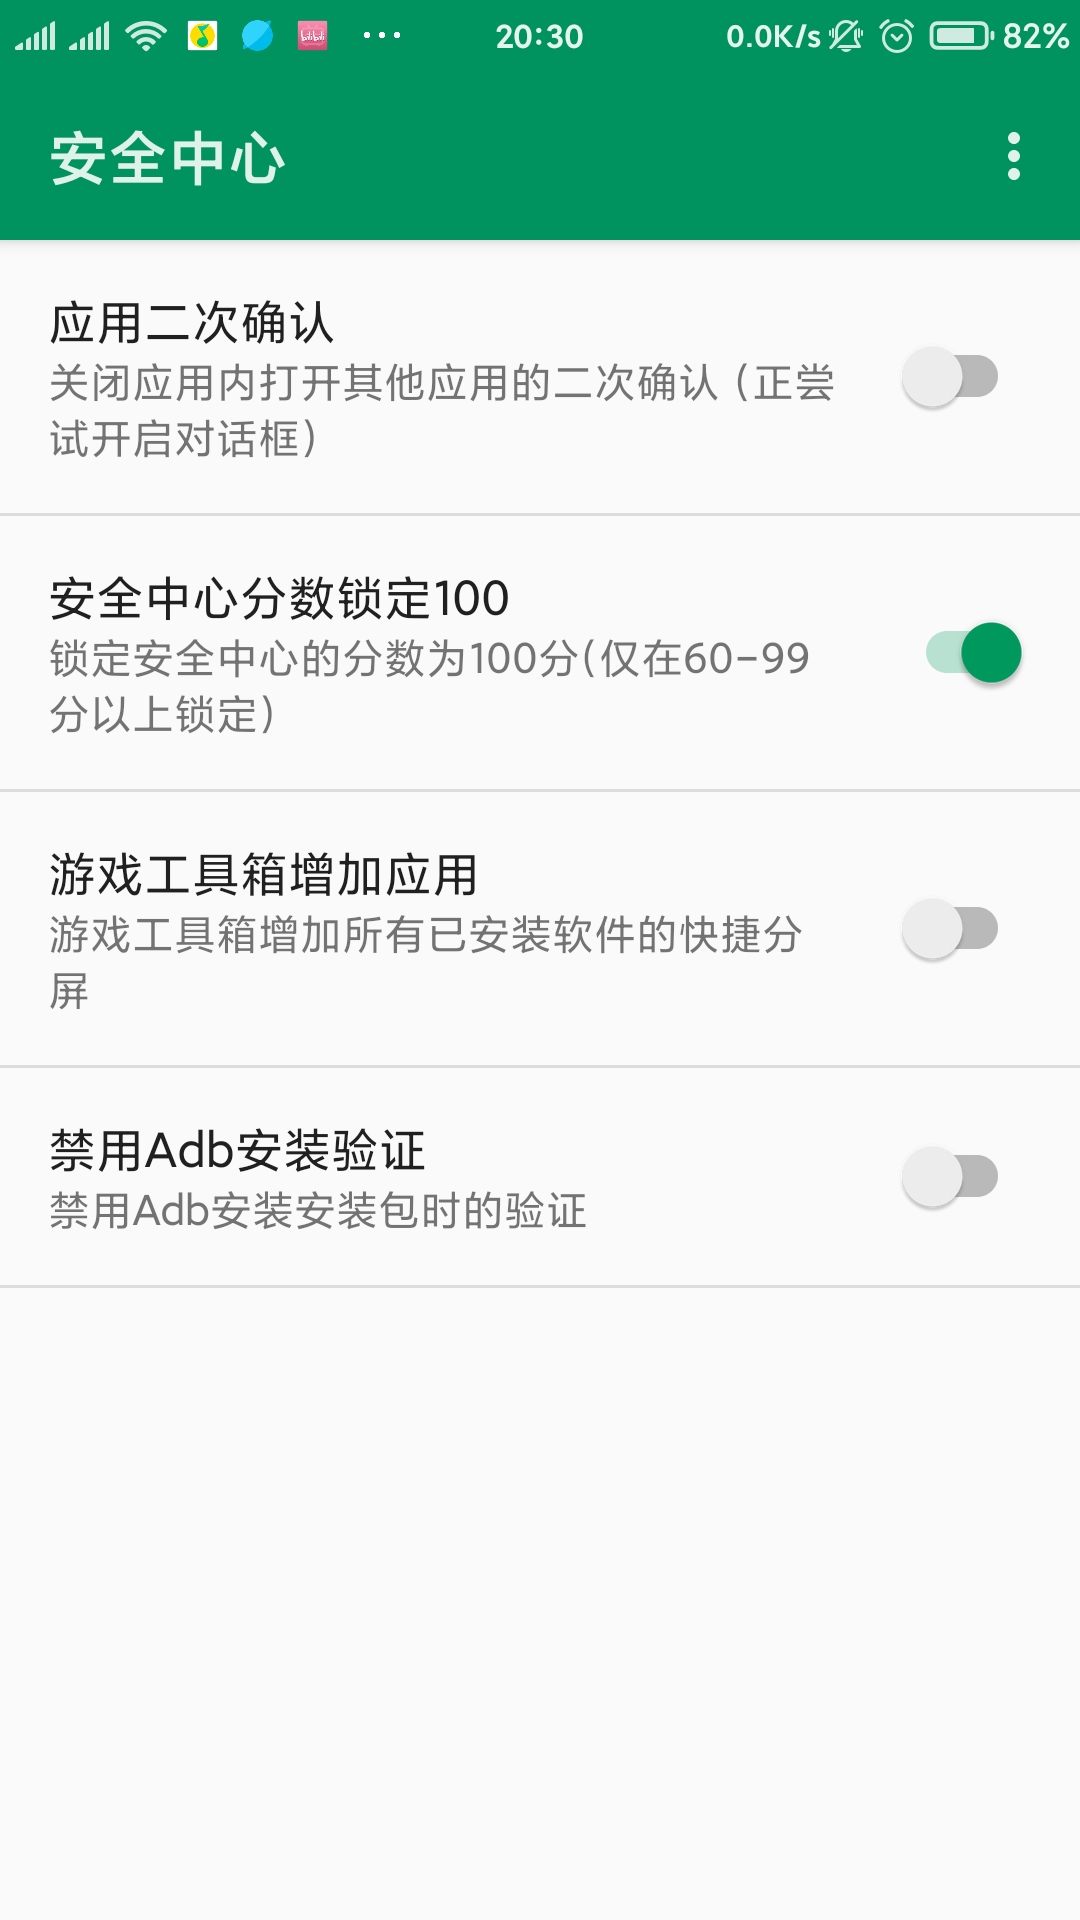 20:30
0.0K/s
82%
安全中心
应用二次确认
关闭应用内打开其他应用的二次确认（正尝
试开启对话框）
安全中心分数锁定100
锁定安全中心的分数为100分(仅在60-99
分以上锁定)
游戏工具箱增加应用
游戏工具箱增加所有已安装软件的快捷分
屏
禁用Adb安装验证
禁用Adb安装安装包时的验证